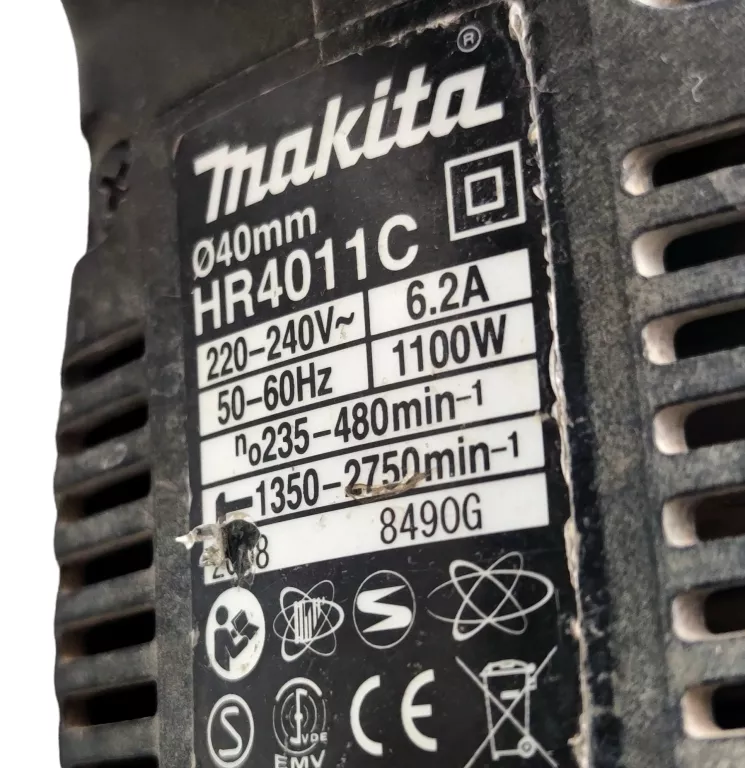 makita®
Ø40mm
HR4011C
220–240V~ 6.2A
50–60Hz 1100W
no235–480min–1
1350–2750min–1
8490G
S VDE CE
EMV